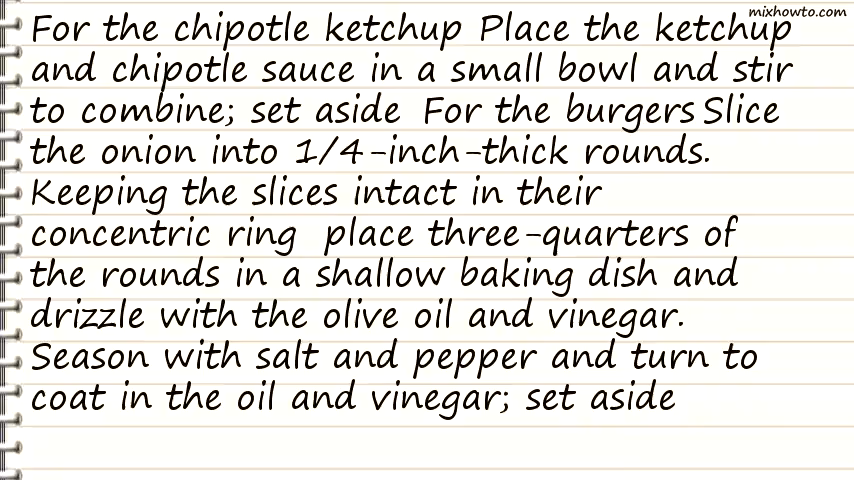 mixhowto.com
For the chipotle ketchup Place the ketchup
and chipotle sauce in a small bowl and stir
to combine; set aside For the burgers Slice
the onion into 1/4-inch-thick rounds.
Keeping the slices intact in their
concentric ring place three-quarters of
the rounds in a shallow baking dish and
drizzle with the olive oil and vinegar.
Season with salt and pepper and turn to
coat in the oil and vinegar; set aside